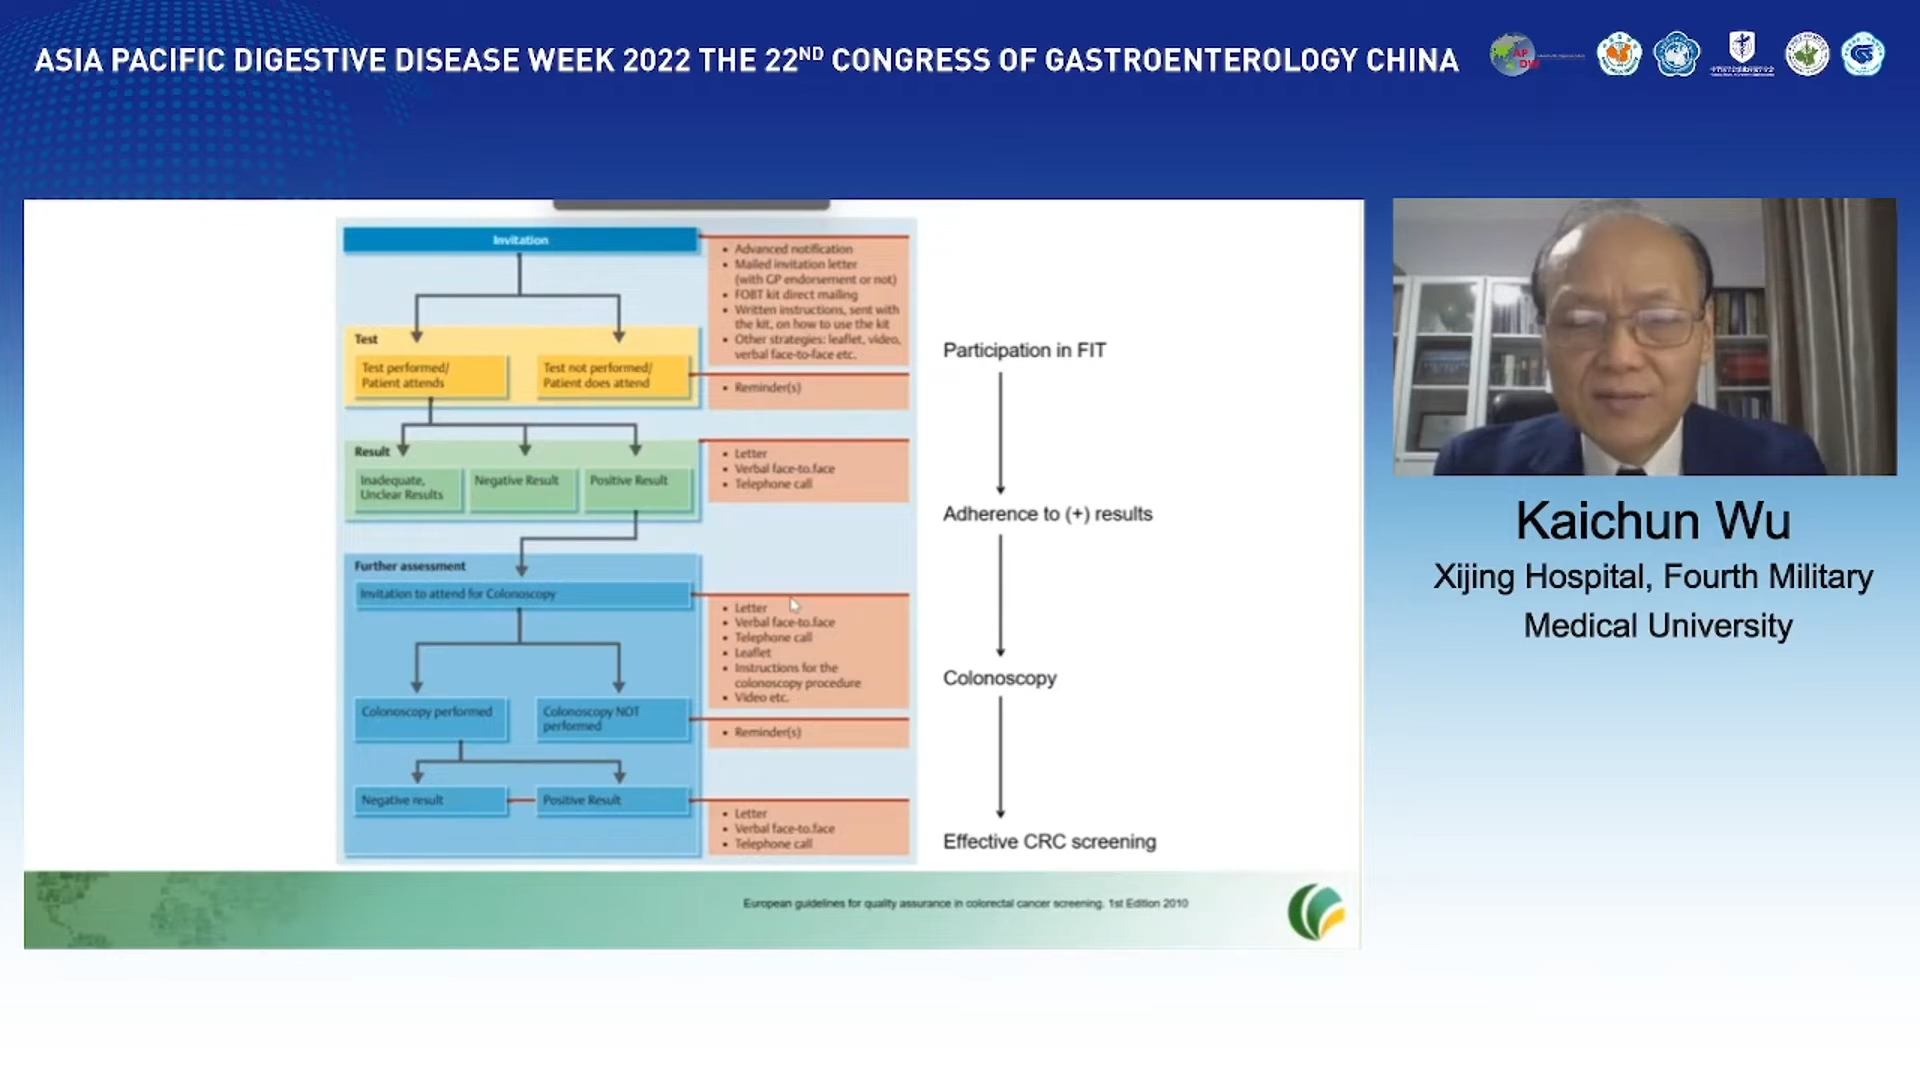 ASIA PACIFIC DIGESTIVE DISEASE WEEK 2022 THE 22ND CONGRESS OF GASTROENTEROLOGY CHINA
Invitation
• Advanced notification
• Mailed invitation letter
(with GP endorsement or not)
• FOBT kit direct mailing
• Written instructions, sent with
the kit, on how to use the kit
• Other strategies: leaflet, video,
verbal face-to-face etc.
Test
Test performed/
Patient attends
Test not performed/
Patient does attend
• Reminder(s)
Result
Inadequate,
Unclear Results
Negative Result
Positive Result
• Letter
• Verbal face-to.face
• Telephone call
Further assessment
Invitation to attend for Colonoscopy
• Letter
• Verbal face-to.face
• Telephone call
• Leaflet
• Instructions for the
colonoscopy procedure
• Video etc.
Colonoscopy performed
Colonoscopy NOT
performed
• Reminder(s)
Negative result
Positive Result
• Letter
• Verbal face-to.face
• Telephone call
Participation in FIT
Adherence to (+) results
Colonoscopy
Effective CRC screening
European guidelines for quality assurance in colorectal cancer screening. 1st Edition 2010
Kaichun Wu
Xijing Hospital, Fourth Military
Medical University